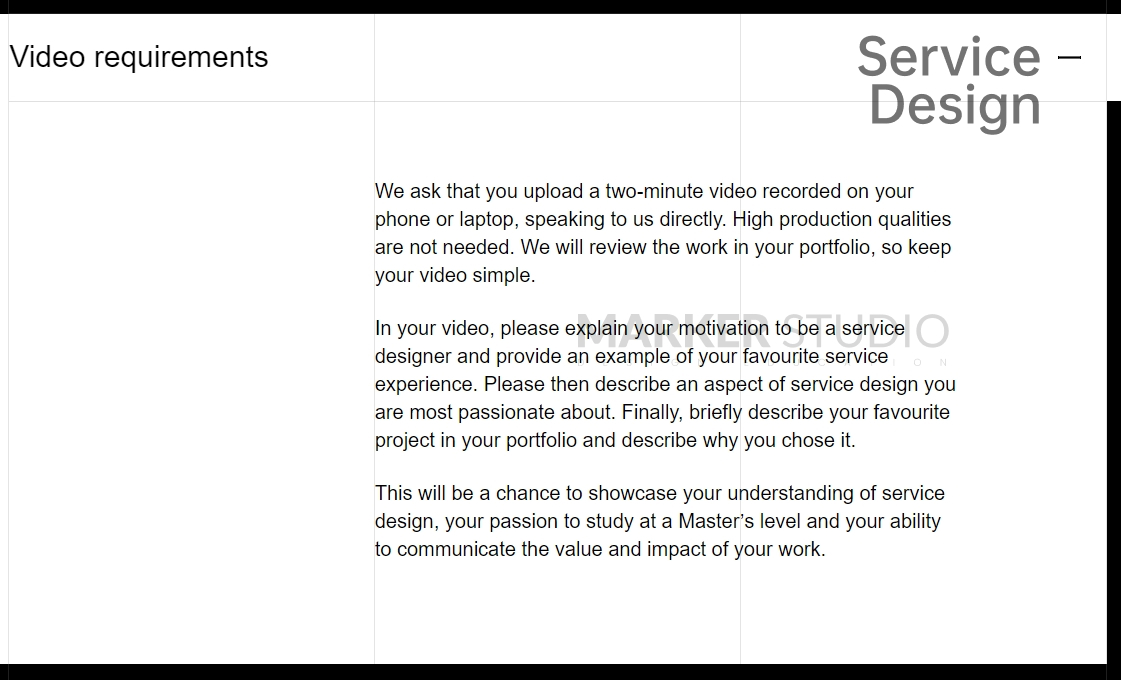 Video requirements
Service
Design
We ask that you upload a two-minute video recorded on your
phone or laptop, speaking to us directly. High production qualities
are not needed. We will review the work in your portfolio, so keep
your video simple.
MARKER STUDIO
In your video, please explain your motivation to be a service
designer and provide an example of your favourite service
experience. Please then describe an aspect of service design you
are most passionate about. Finally, briefly describe your favourite
project in your portfolio and describe why you chose it.
This will be a chance to showcase your understanding of service
design, your passion to study at a Master’s level and your ability
to communicate the value and impact of your work.